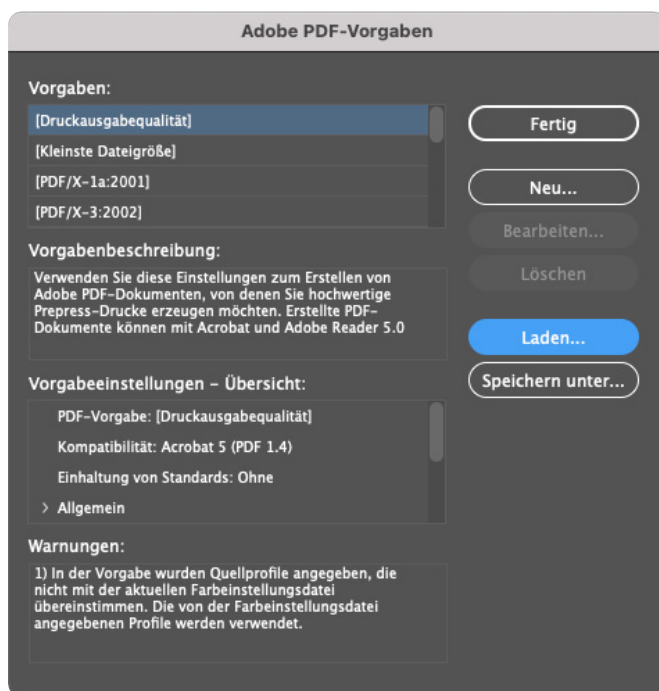 Adobe PDF-Vorgaben
Vorgaben:
[Druckausgabequalität]
[Kleinste Dateigröße]
[PDF/X-1a:2001]
[PDF/X-3:2002]
Fertig
Neu...
Bearbeiten...
Löschen
Laden...
Speichern unter...
Vorgabenbeschreibung:
Verwenden Sie diese Einstellungen zum Erstellen von
Adobe PDF-Dokumenten, von denen Sie hochwertige
Prepress-Drucke erzeugen möchten. Erstellte PDF-
Dokumente können mit Acrobat und Adobe Reader 5.0
Vorgabeeinstellungen – Übersicht:
PDF-Vorgabe: [Druckausgabequalität]
Kompatibilität: Acrobat 5 (PDF 1.4)
Einhaltung von Standards: Ohne
> Allgemein
Warnungen:
1) In der Vorgabe wurden Quellprofile angegeben, die
nicht mit der aktuellen Farbeinstellungsdatei
übereinstimmen. Die von der Farbeinstellungsdatei
angegebenen Profile werden verwendet.